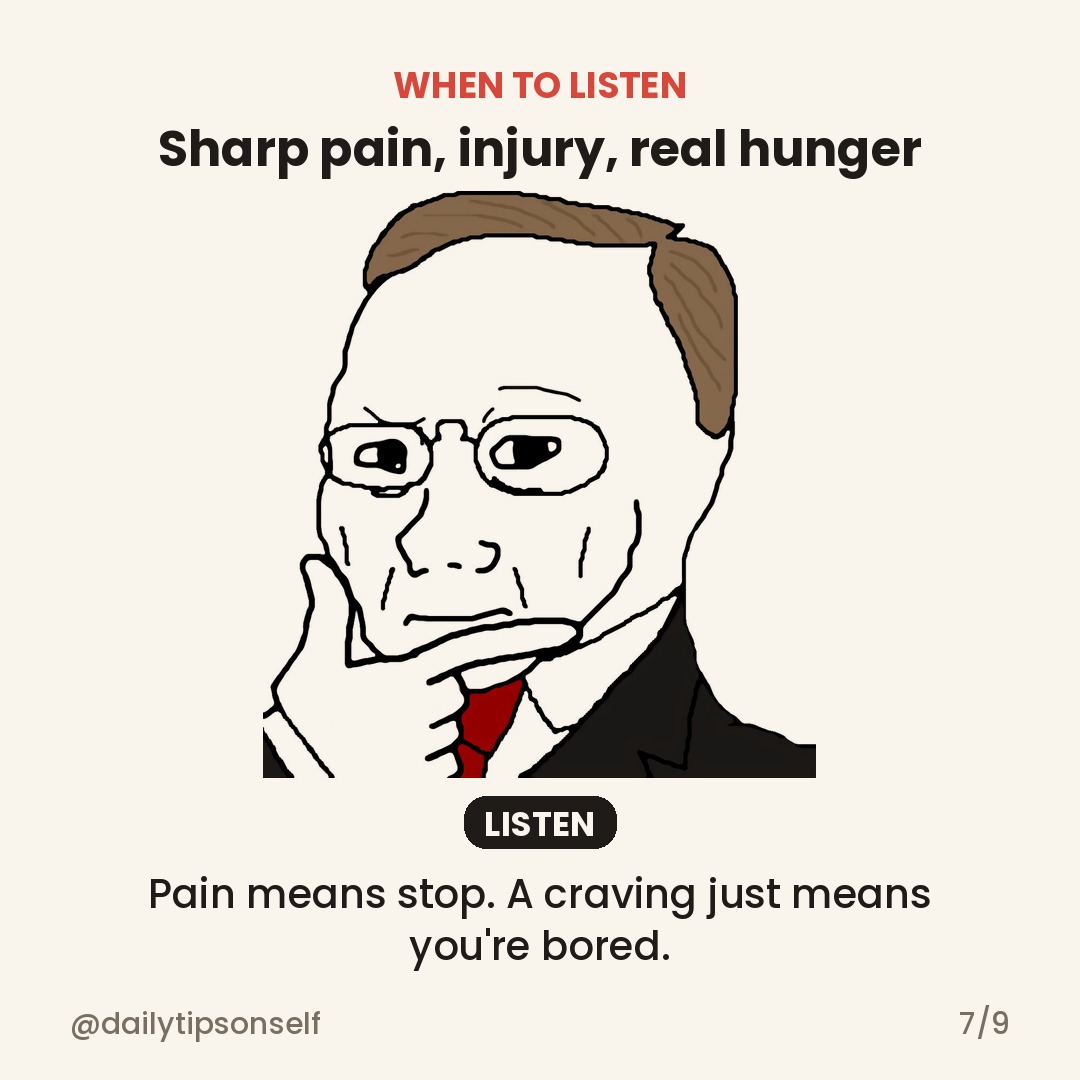 WHEN TO LISTEN
Sharp pain, injury, real hunger
LISTEN
Pain means stop. A craving just means
you're bored.
@dailytipsonself
7/9